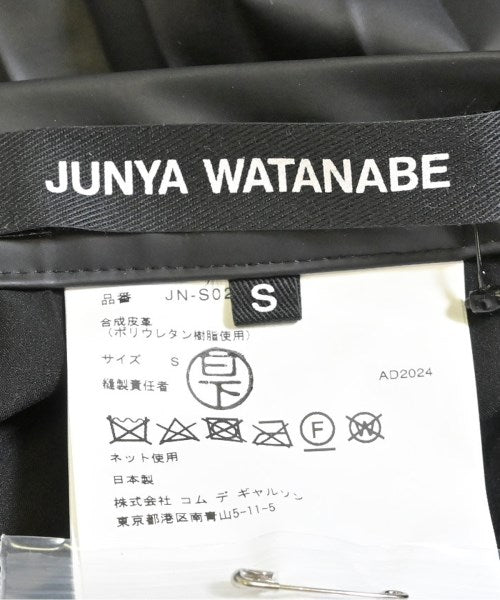 JUNYA WATANABE
S
品番 JN-S02
合成皮革
(ポリウレタン樹脂使用)
サイズ S
縫製責任者
AD2024
F
W
ネット使用
日本製
株式会社 コム デ ギャルソン
東京都港区南青山5-11-5